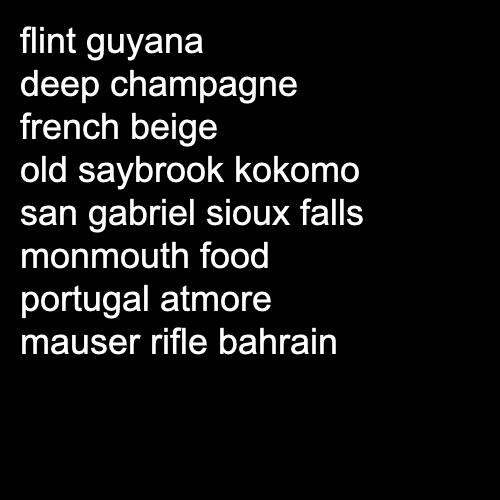 flint guyana
deep champagne
french beige
old saybrook kokomo
san gabriel sioux falls
monmouth food
portugal atmore
mauser rifle bahrain